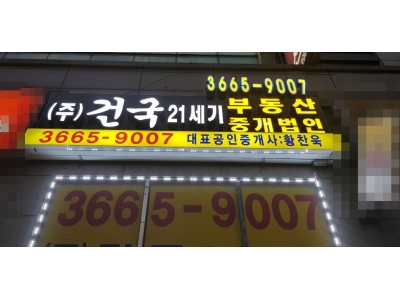 3665-9007
(주) 건국 21세기 부동산
중개법인
3665-9007 대표공인중개사:황찬욱
3665-9007